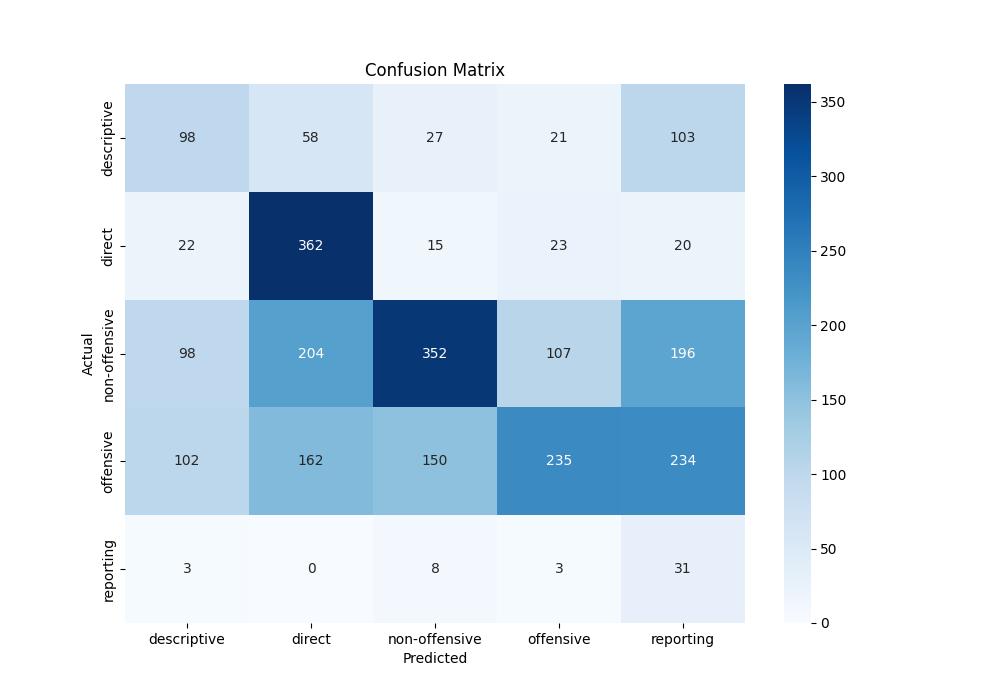 Confusion Matrix
Actual
descriptive 98 58 27 21 103
direct 22 362 15 23 20
non-offensive 98 204 352 107 196
offensive 102 162 150 235 234
reporting 3 0 8 3 31
descriptive direct non-offensive offensive reporting
Predicted
350
300
250
200
150
100
50
0